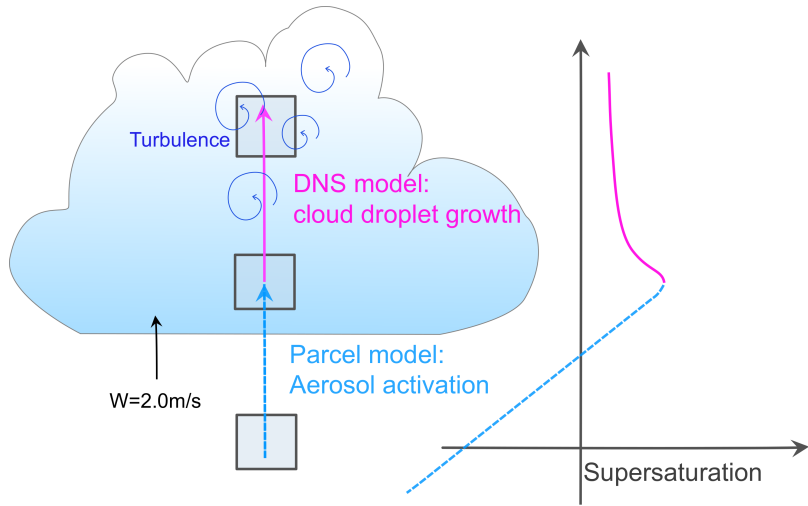 Turbulence
DNS model:
cloud droplet growth
Parcel model:
Aerosol activation
W=2.0m/s
Supersaturation